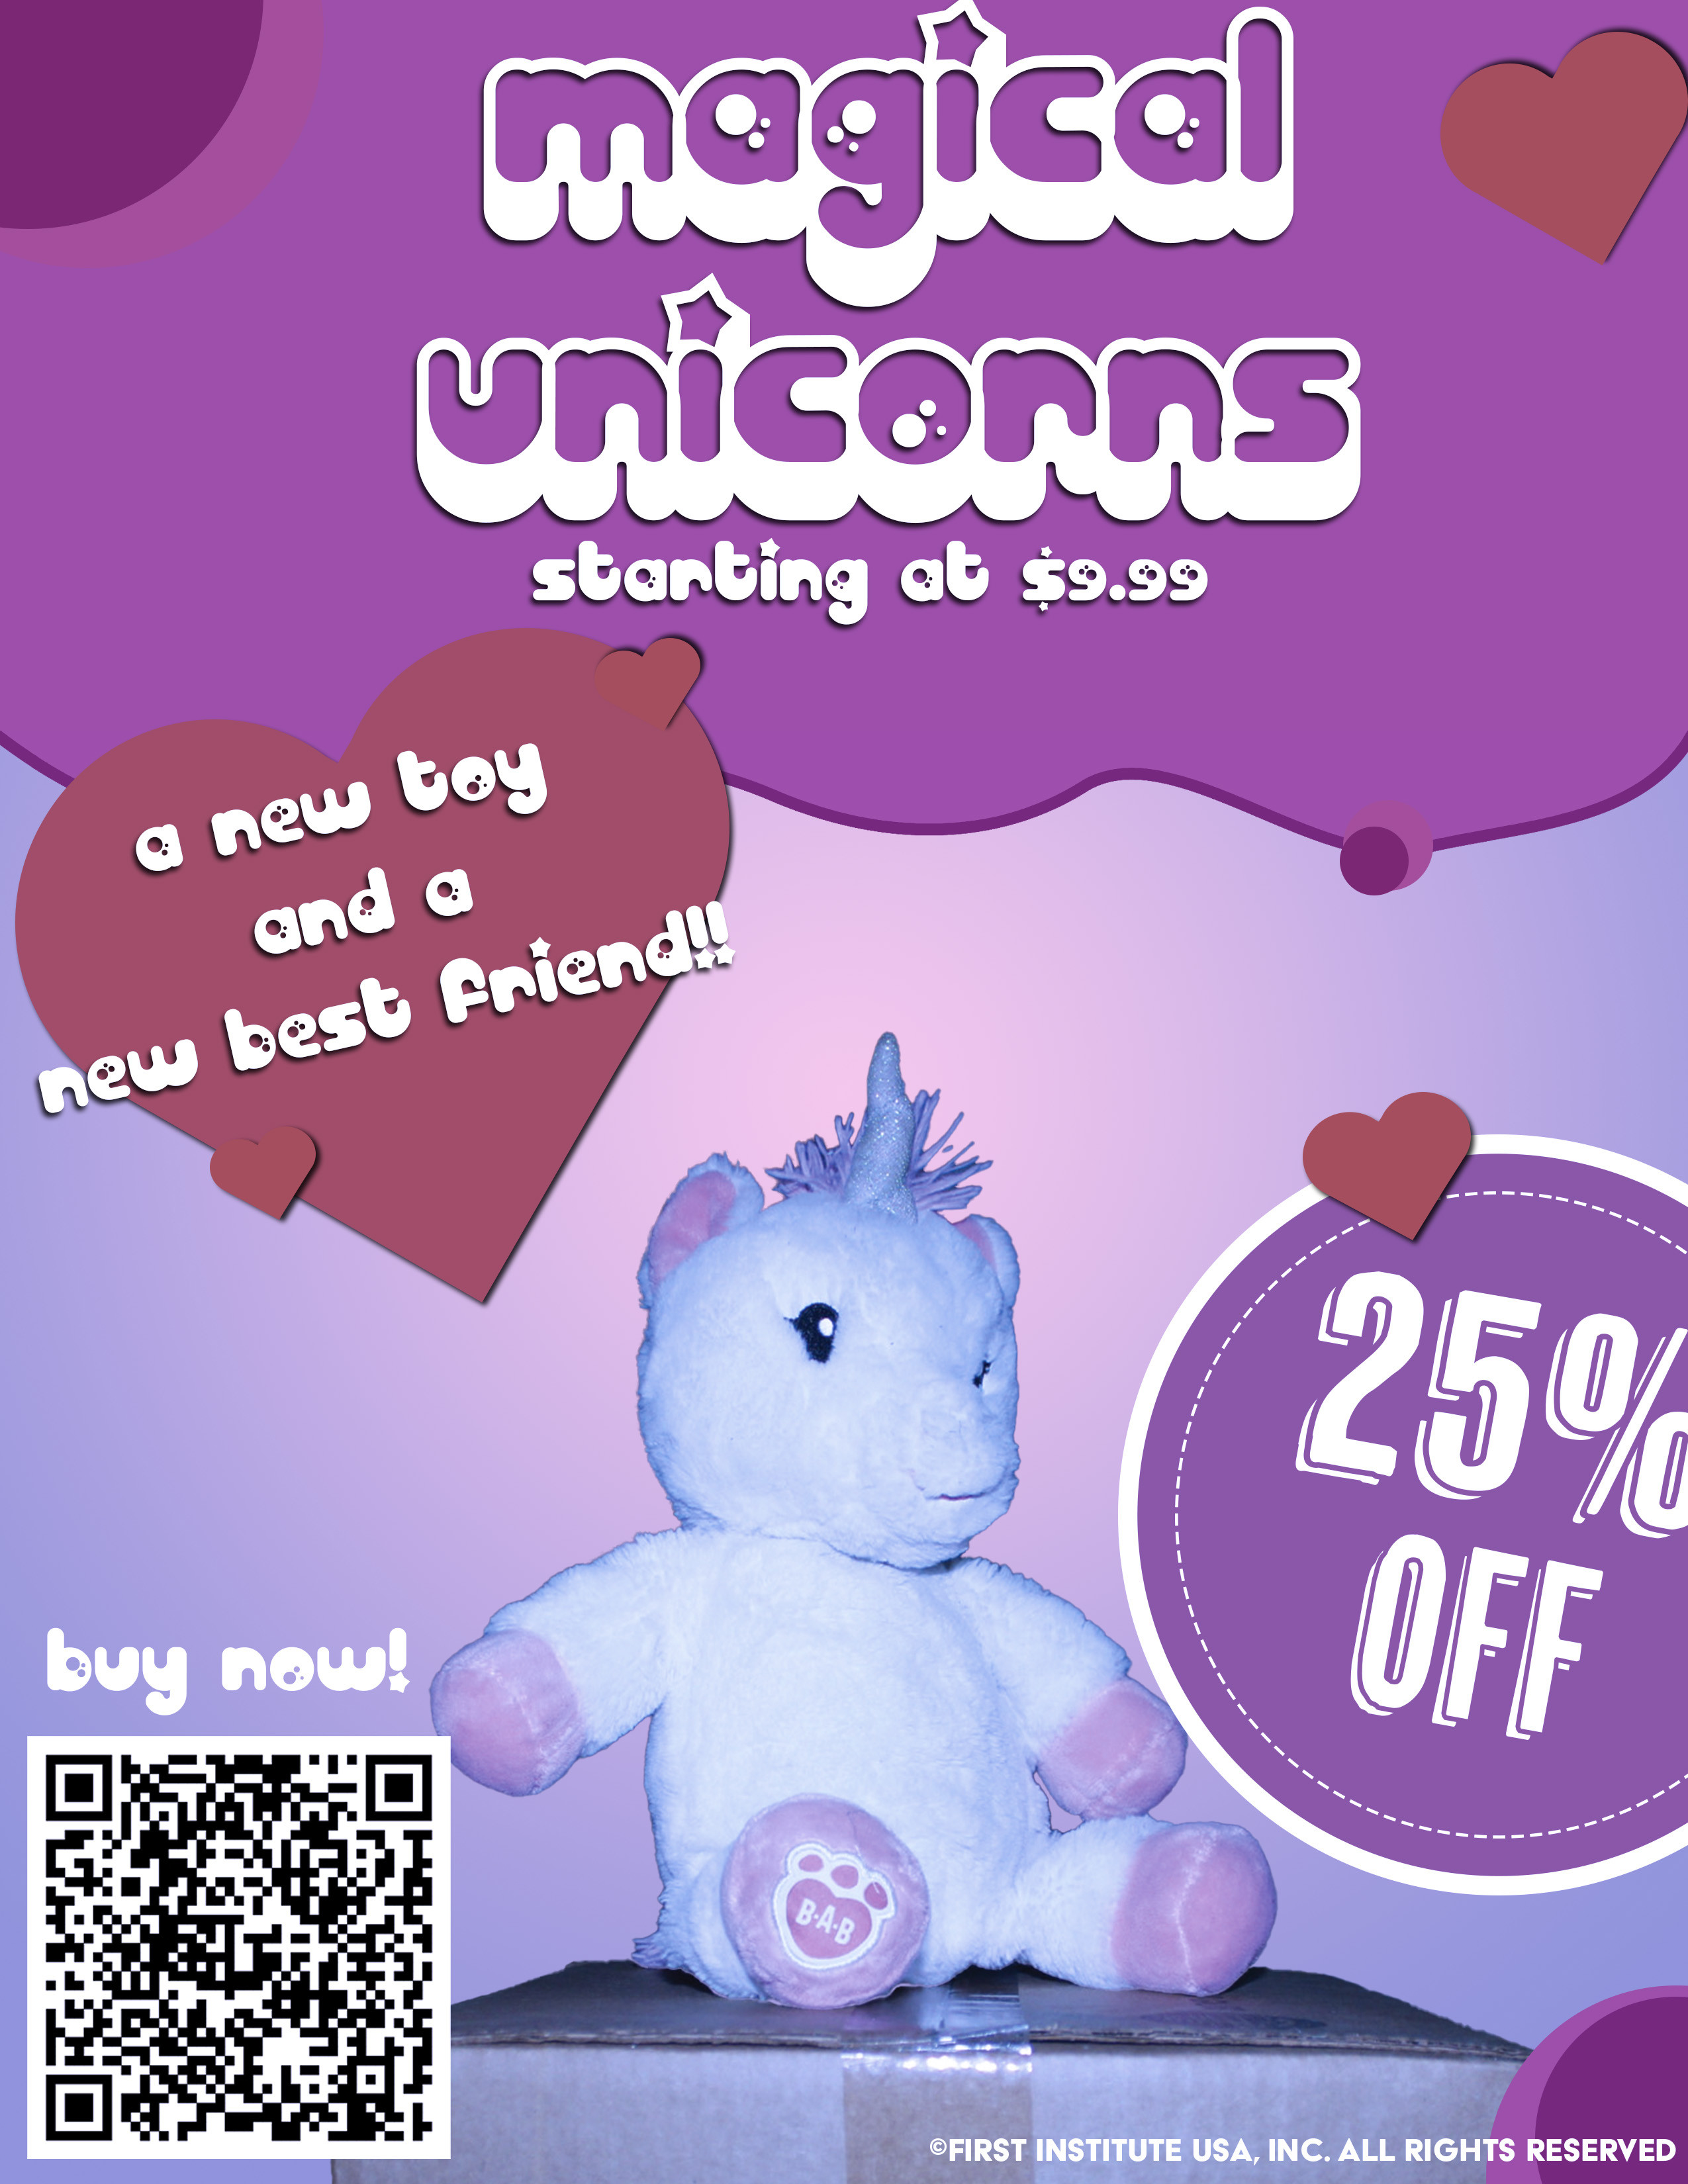 magical
unicorns
starting at $9.99
a new toy
and a
new best friend!!
25%
OFF
buy now!
B·A·B
©FIRST INSTITUTE USA, INC. ALL RIGHTS RESERVED